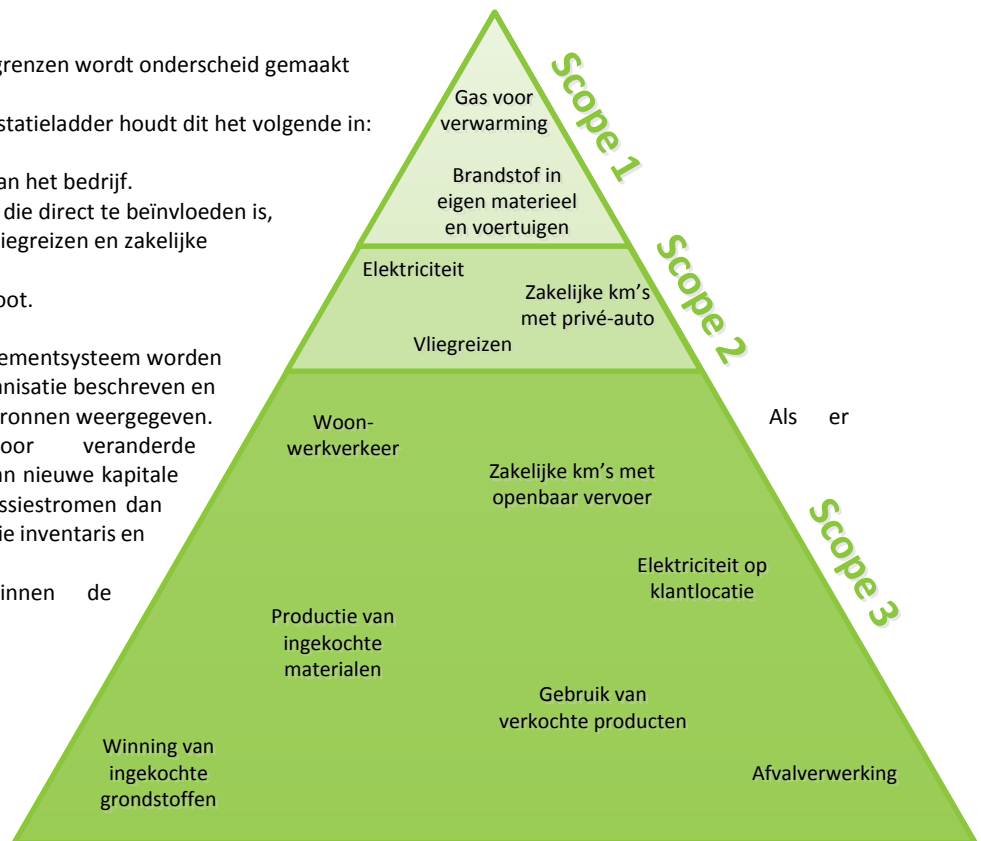 grenzen wordt onderscheid gemaakt
statieladder houdt dit het volgende in:
an het bedrijf.
die direct te beïnvloeden is,
iegreizen en zakelijke
oot.
ementsysteem worden
anisatie beschreven en
ronnen weergegeven.
Als er
oor veranderde
an nieuwe kapitale
ssiestromen dan
ie inventaris en
innen de
Scope 1
Gas voor
verwarming
Brandstof in
eigen materieel
en voertuigen
Scope 2
Elektriciteit
Zakelijke km's
met privé-auto
Vliegreizen
Scope 3
Woon-
werkverkeer
Zakelijke km's met
openbaar vervoer
Elektriciteit op
klantlocatie
Productie van
ingekochte
materialen
Gebruik van
verkochte producten
Winning van
ingekochte
grondstoffen
Afvalverwerking